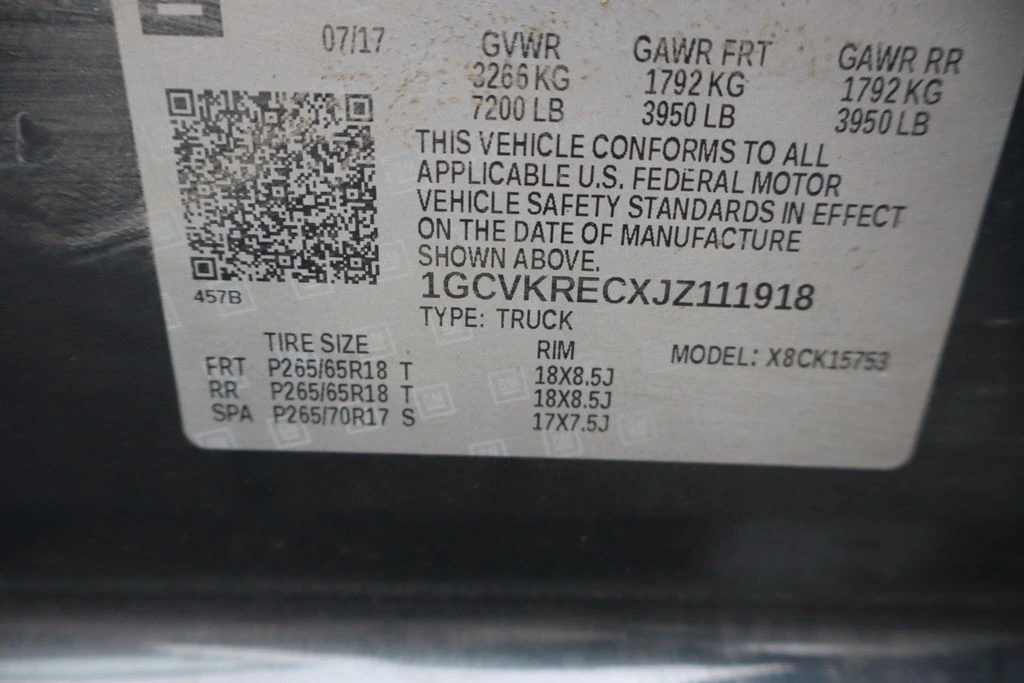 07/17
GVWR GAWR FRT GAWR RR
3266 KG 1792 KG 1792 KG
7200 LB 3950 LB 3950 LB
THIS VEHICLE CONFORMS TO ALL
APPLICABLE U.S. FEDERAL MOTOR
VEHICLE SAFETY STANDARDS IN EFFECT
ON THE DATE OF MANUFACTURE
SHOWN ABOVE.
457B
1GCVKRECXJZ111918
TYPE: TRUCK
TIRE SIZE RIM MODEL: X8CK15753
FRT P265/65R18 T 18X8.5J
RR P265/65R18 T 18X8.5J
SPA P265/70R17 S 17X7.5J